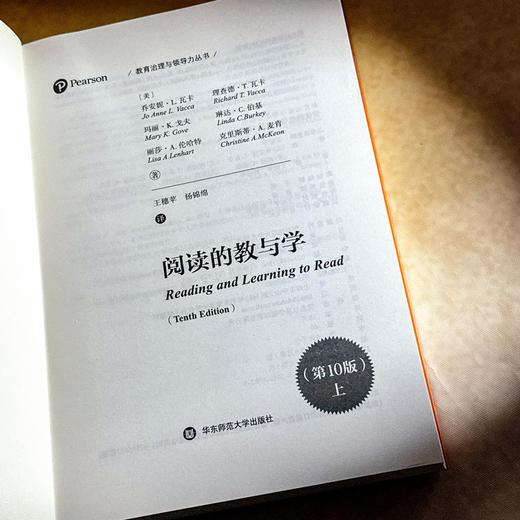 Pearson
/ 教育治理与领导力丛书 /
[美]
乔安妮·L.瓦卡 理查德·T.瓦卡
Jo Anne L. Vacca Richard T. Vacca
玛丽·K.戈夫 琳达·C.伯基
Mary K. Gove Linda C.Burkey
丽莎·A.伦哈特 克里斯蒂·A.麦肯
Lisa A.Lenhart Christine A.McKeon
著
王穗苹 杨锦绵
译
阅读的教与学
Reading and Learning to Read
(Tenth Edition)
(第10版)
上
华东师范大学出版社